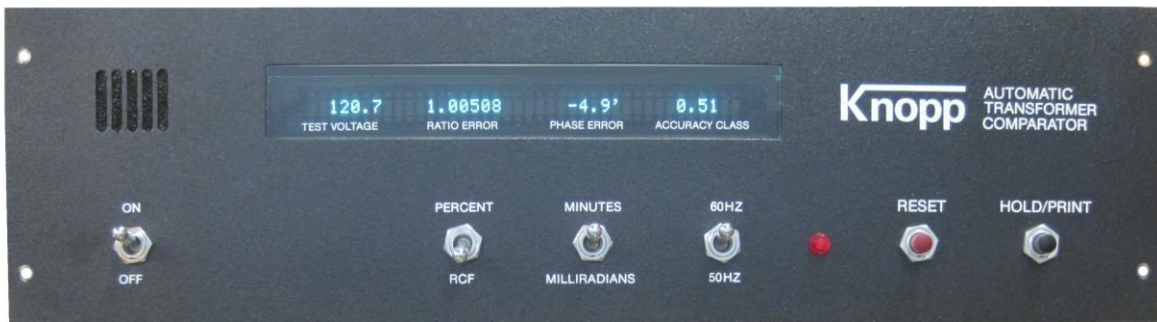 120.7 1.00508 -4.9' 0.51
TEST VOLTAGE RATIO ERROR PHASE ERROR ACCURACY CLASS
Knopp
AUTOMATIC
TRANSFORMER
COMPARATOR
ON PERCENT MINUTES 60HZ RESET HOLD/PRINT
OFF RCF MILLIRADIANS 50HZ